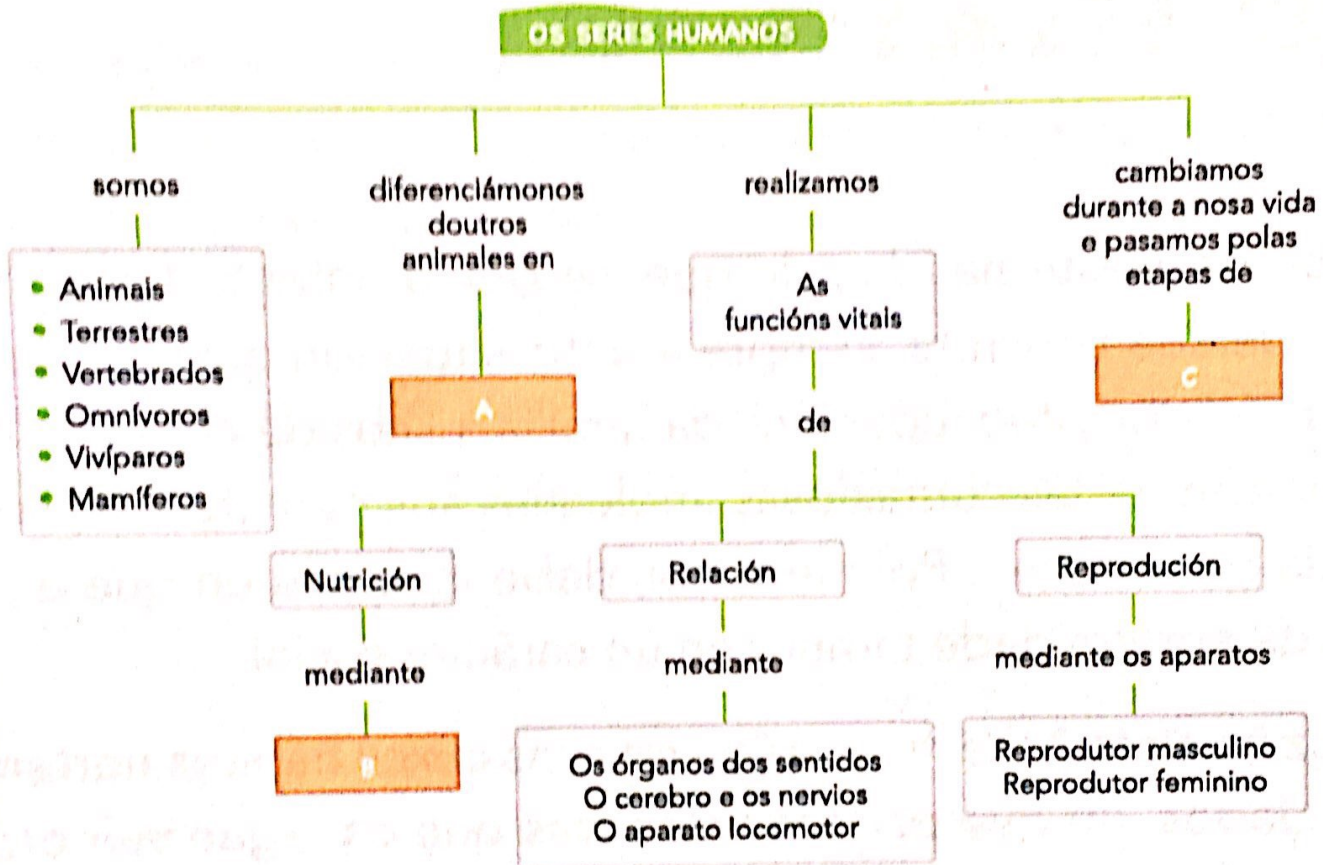 OS SERES HUMANOS
somos
Animais
Terrestres
Vertebrados
Omnívoros
Vivíparos
Mamíferos
diferenciámonos
doutros
animales en
A
realizamos
As
funcións vitais
de
cambiamos
durante a nosa vida
e pasamos polas
etapas de
C
Nutrición
mediante
B
Relación
mediante
Os órganos dos sentidos
O cerebro e os nervios
O aparato locomotor
Reprodución
mediante os aparatos
Reprodutor masculino
Reprodutor feminino